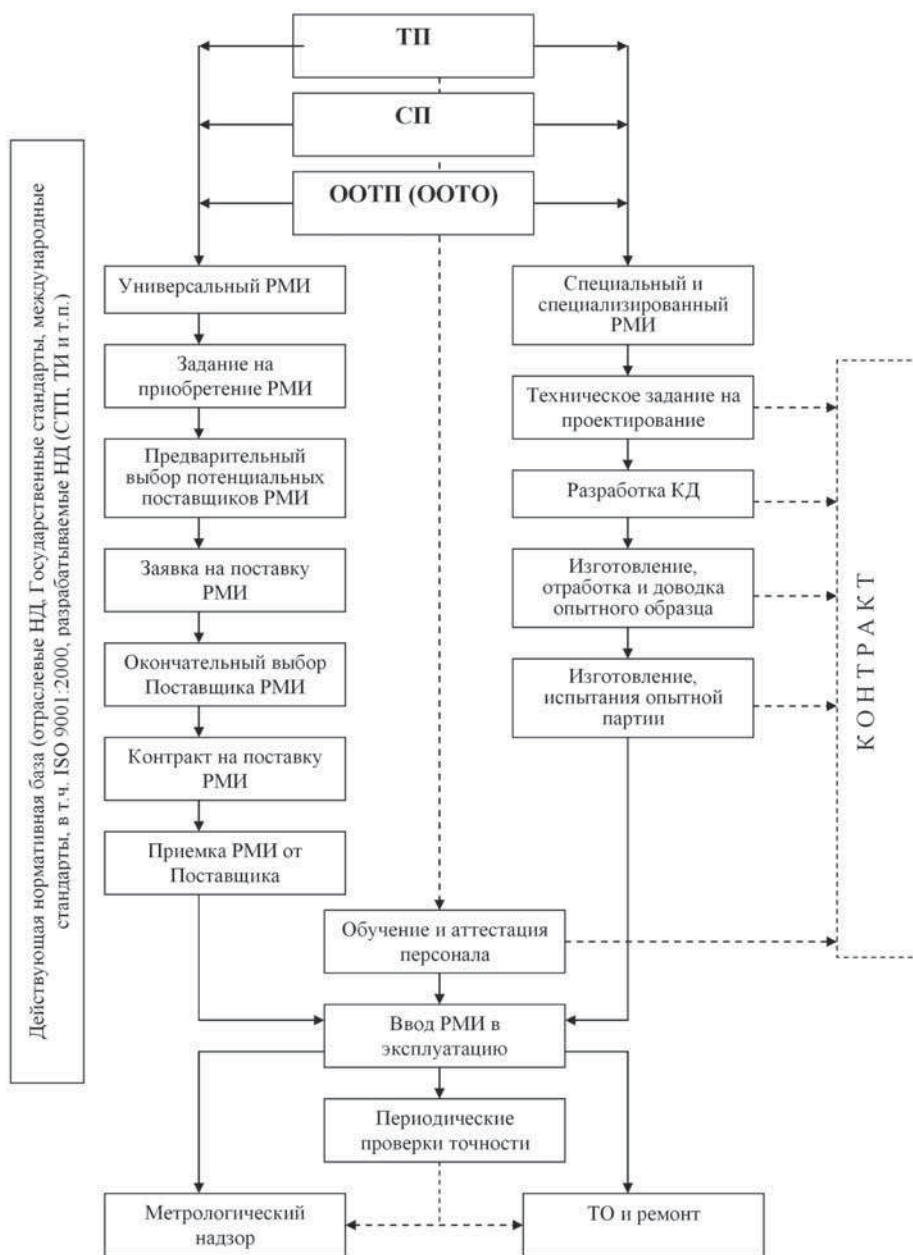 ТП
СП
ООТП (ООТО)
Действующая нормативная база (отраслевые НД, Государственные стандарты, международные
стандарты, в т.ч. ISO 9001:2000, разрабатываемые НД (СТП, ТИ и т.п.)
Универсальный РМИ
Задание на
приобретение РМИ
Предварительный
выбор потенциальных
поставщиков РМИ
Заявка на поставку
РМИ
Окончательный выбор
Поставщика РМИ
Контракт на поставку
РМИ
Приемка РМИ от
Поставщика
Специальный и
специализированный
РМИ
Техническое задание на
проектирование
Разработка КД
Изготовление,
отработка и доводка
опытного образца
Изготовление,
испытания опытной
партии
КОНТРАКТ
Обучение и аттестация
персонала
Ввод РМИ в
эксплуатацию
Периодические
проверки точности
Метрологический
надзор
ТО и ремонт